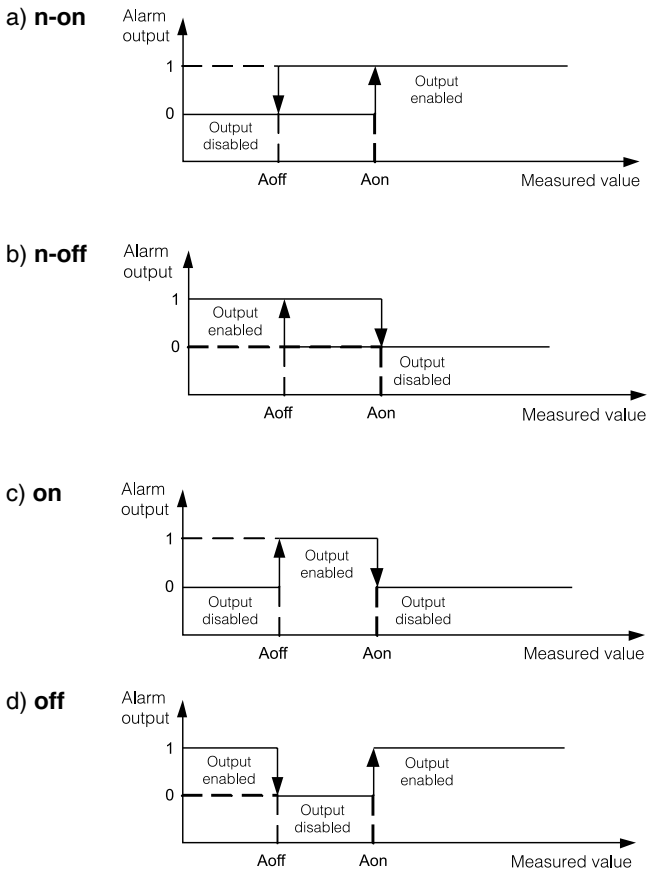 a) n-on
Alarm
output
1
0
Output
enabled
Output
disabled
Aoff
Aon
Measured value
b) n-off
Alarm
output
1
0
Output
enabled
Output
disabled
Aoff
Aon
Measured value
c) on
Alarm
output
1
0
Output
enabled
Output
disabled
Output
disabled
Aoff
Aon
Measured value
d) off
Alarm
output
1
0
Output
enabled
Output
enabled
Output
disabled
Aoff
Aon
Measured value